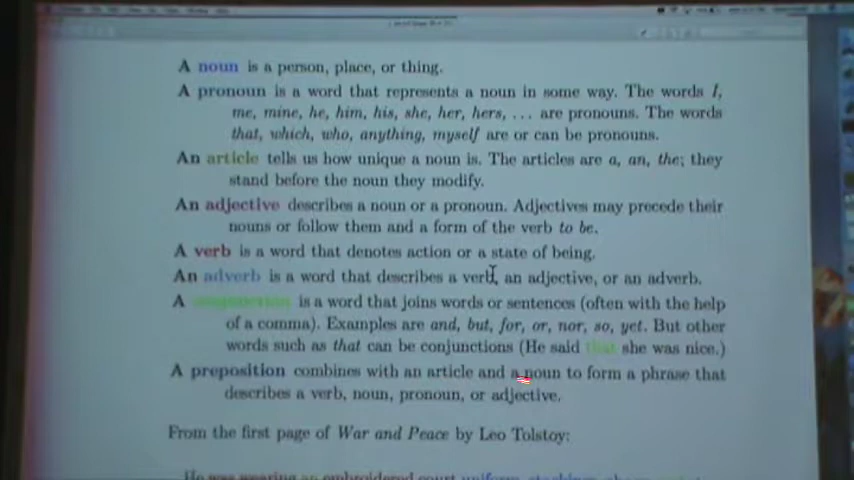 A noun is a person, place, or thing.
A pronoun is a word that represents a noun in some way. The words I,
me, mine, he, him, his, she, her, hers, ... are pronouns. The words
that, which, who, anything, myself are or can be pronouns.
An article tells us how unique a noun is. The articles are a, an, the; they
stand before the noun they modify.
An adjective describes a noun or a pronoun. Adjectives may precede their
nouns or follow them and a form of the verb to be.
A verb is a word that denotes action or a state of being.
An adverb is a word that describes a verb, an adjective, or an adverb.
A conjunction is a word that joins words or sentences (often with the help
of a comma). Examples are and, but, for, or, nor, so, yet. But other
words such as that can be conjunctions (He said that she was nice.)
A preposition combines with an article and a noun to form a phrase that
describes a verb, noun, pronoun, or adjective.
From the first page of War and Peace by Leo Tolstoy:
He was wearing an embroidered court uniform, stockings,